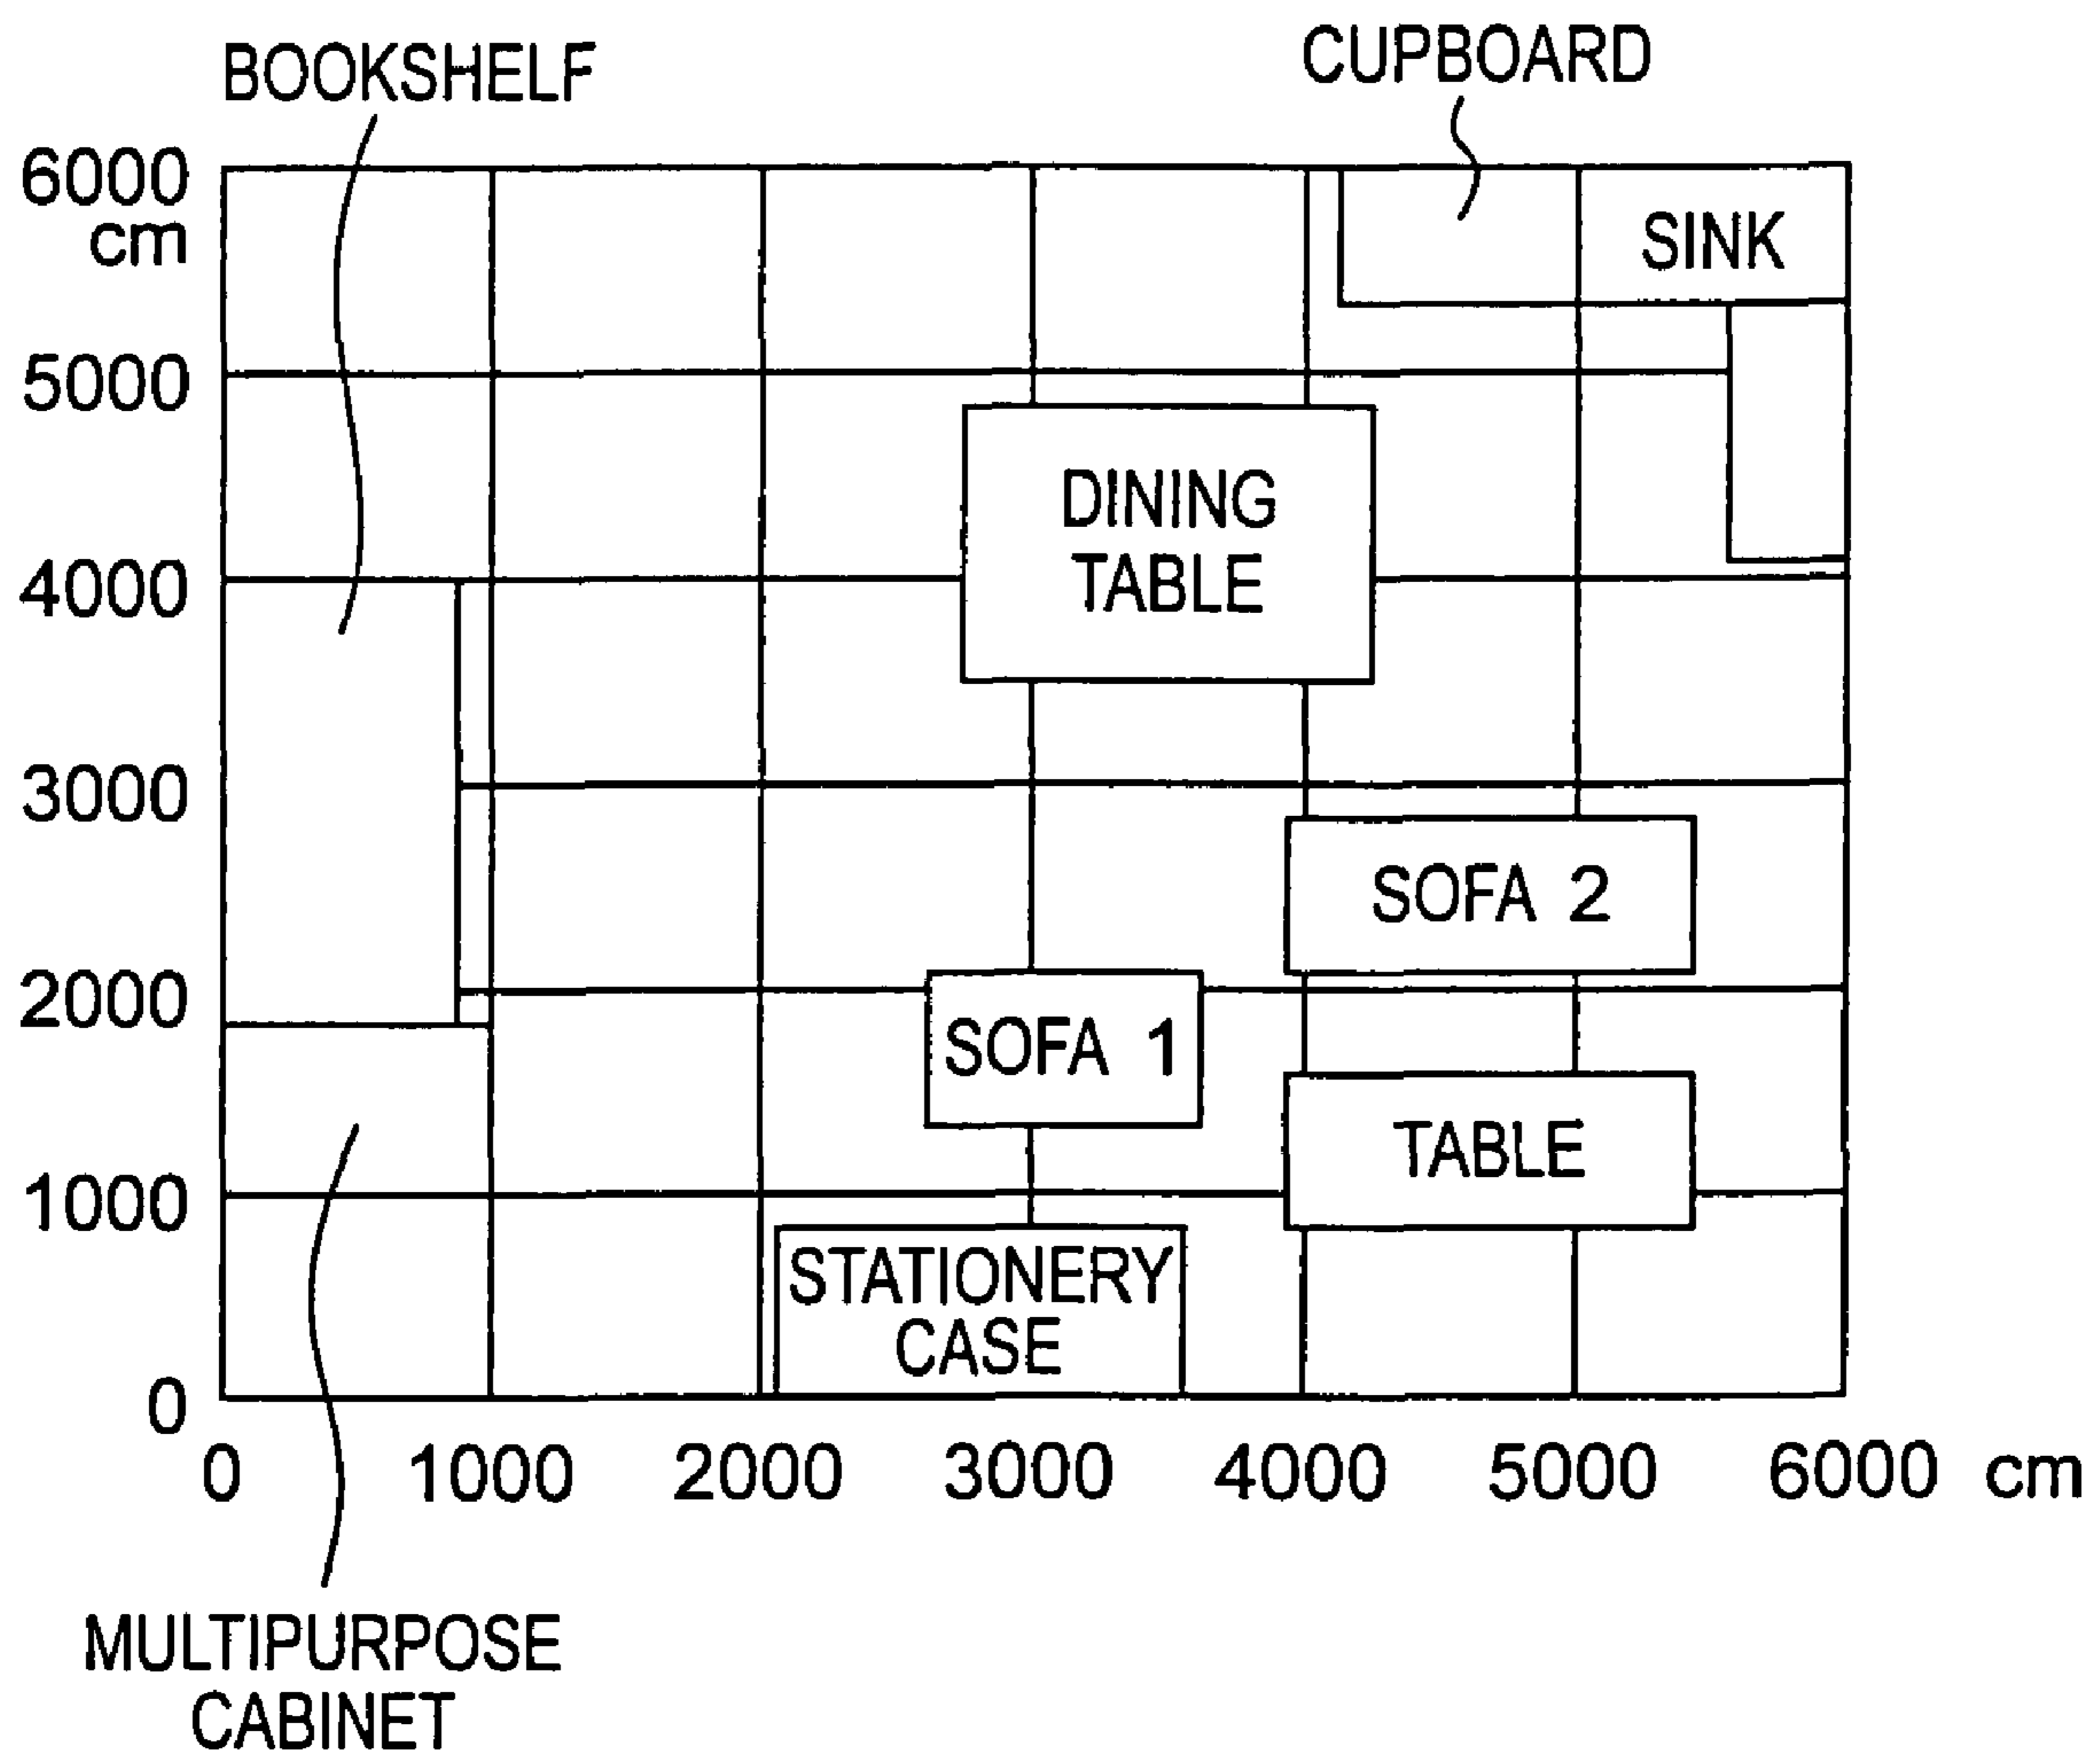 BOOKSHELF
CUPBOARD
6000
cm
SINK
5000
DINING
TABLE
4000
3000
SOFA 2
2000
SOFA 1
TABLE
1000
STATIONERY
CASE
0
0 1000 2000 3000 4000 5000 6000 cm
MULTIPURPOSE
CABINET